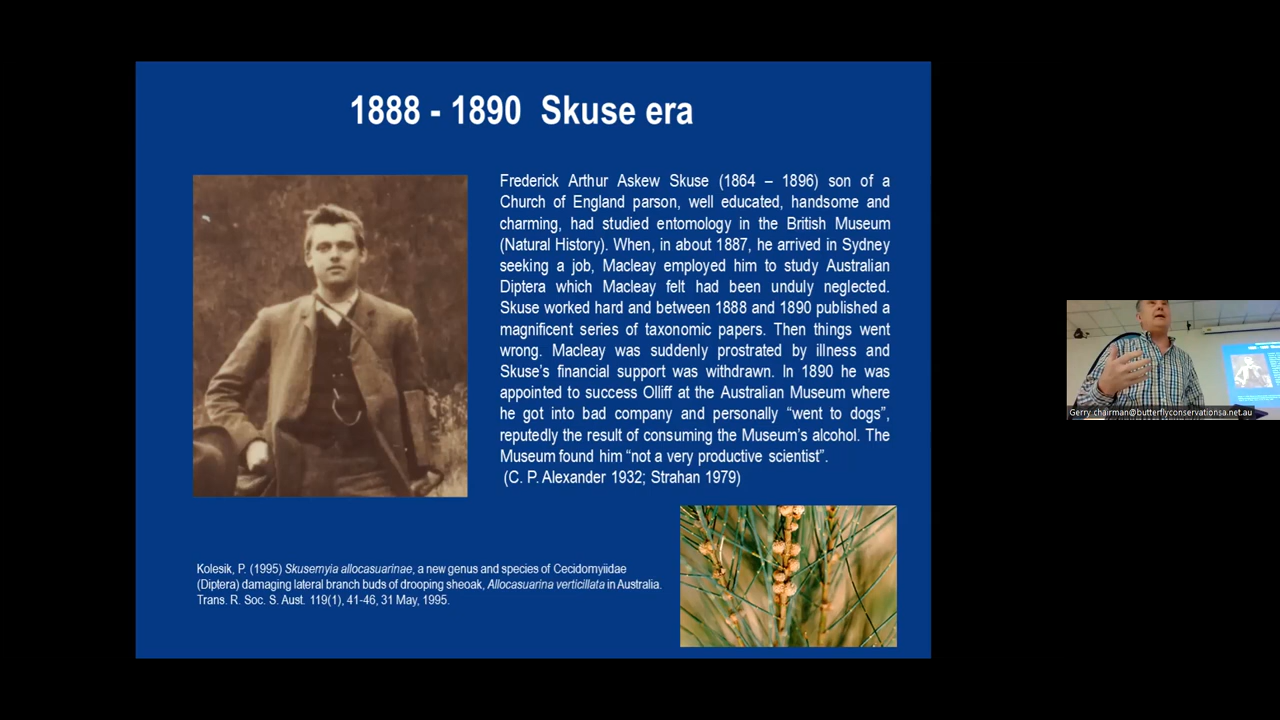 1888 - 1890 Skuse era
Frederick Arthur Askew Skuse (1864 – 1896) son of a
Church of England parson, well educated, handsome and
charming, had studied entomology in the British Museum
(Natural History). When, in about 1887, he arrived in Sydney
seeking a job, Macleay employed him to study Australian
Diptera which Macleay felt had been unduly neglected.
Skuse worked hard and between 1888 and 1890 published a
magnificent series of taxonomic papers. Then things went
wrong. Macleay was suddenly prostrated by illness and
Skuse's financial support was withdrawn. In 1890 he was
appointed to success Olliff at the Australian Museum where
he got into bad company and personally “went to dogs”,
reputedly the result of consuming the Museum's alcohol. The
Museum found him “not a very productive scientist”.
(C. P. Alexander 1932; Strahan 1979)
Kolesik, P. (1995) Skusemyia allocasuarinae, a new genus and species of Cecidomyiidae
(Diptera) damaging lateral branch buds of drooping sheoak, Allocasuarina verticillata in Australia.
Trans. R. Soc. S. Aust. 119(1), 41-46, 31 May, 1995.
Gerry. chairman@butterflyconservationsa.net.au